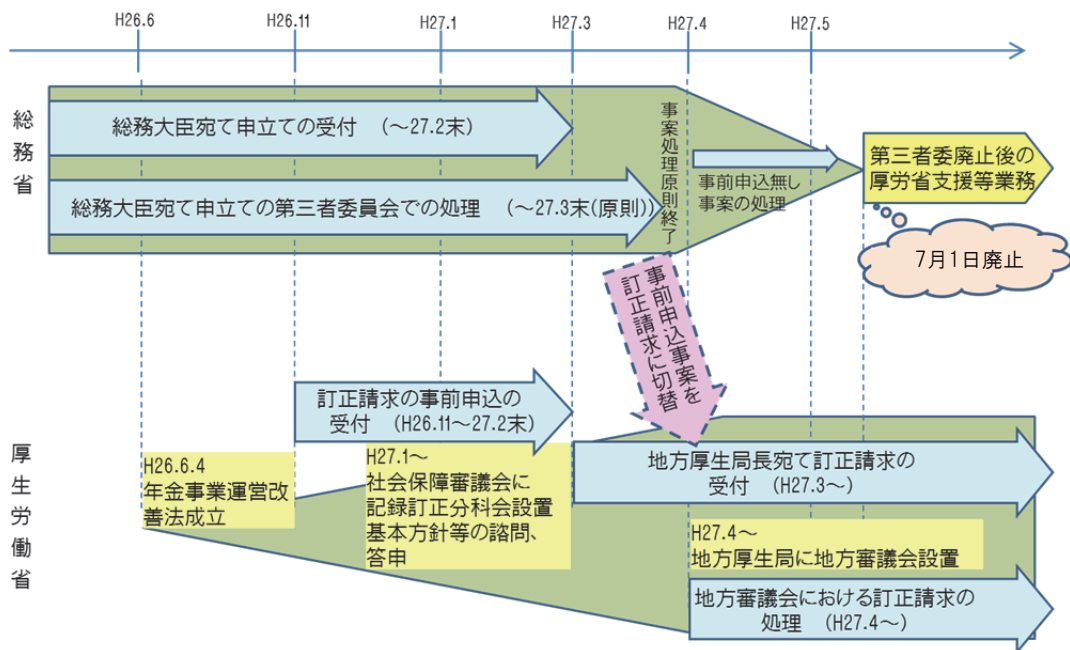 H26.6
H26.11
H27.1
H27.3
H27.4
H27.5
総務省
総務大臣宛て申立ての受付 (～27.2末)
総務大臣宛て申立ての第三者委員会での処理 (～27.3末(原則))
事案処理原則終了
事前申込無し
事案の処理
第三者委廃止後の
厚労省支援等業務
7月1日廃止
事前申込事案を
訂正請求に切替
厚生労働省
訂正請求の事前申込の
受付 (H26.11～27.2末)
H26.6.4
年金事業運営改
善法成立
H27.1～
社会保障審議会に
記録訂正分科会設置
基本方針等の諮問、
答申
地方厚生局長宛て訂正請求の
受付 (H27.3～)
H27.4～
地方厚生局に地方審議会設置
地方審議会における訂正請求の
処理 (H27.4～)